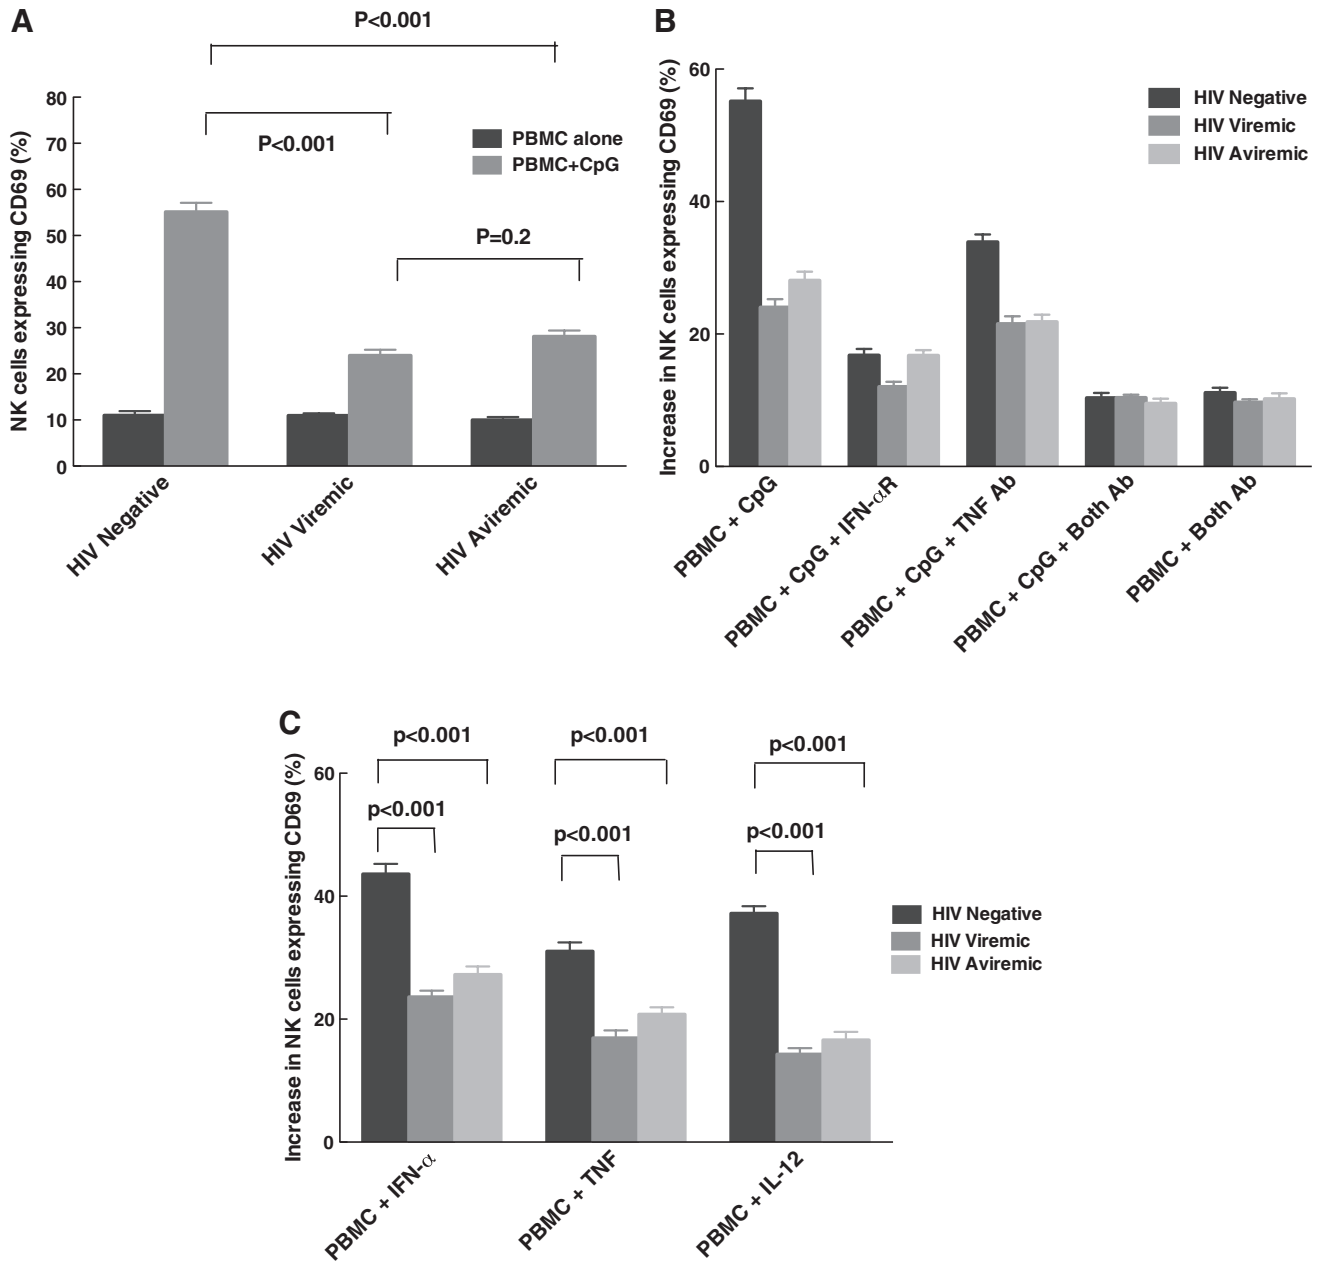 A
P<0.001
P<0.001
P=0.2
PBMC alone
PBMC+CpG
NK cells expressing CD69 (%)
80
70
60
50
40
30
20
10
0
HIV Negative
HIV Viremic
HIV Aviremic
B
Increase in NK cells expressing CD69 (%)
60
40
20
0
HIV Negative
HIV Viremic
HIV Aviremic
PBMC + CpG
PBMC + CpG + IFN-αR
PBMC + CpG + TNF Ab
PBMC + CpG + Both Ab
PBMC + Both Ab
C
Increase in NK cells expressing CD69 (%)
60
40
20
0
p<0.001
p<0.001
p<0.001
p<0.001
p<0.001
p<0.001
HIV Negative
HIV Viremic
HIV Aviremic
PBMC + IFN-α
PBMC + TNF
PBMC + IL-12